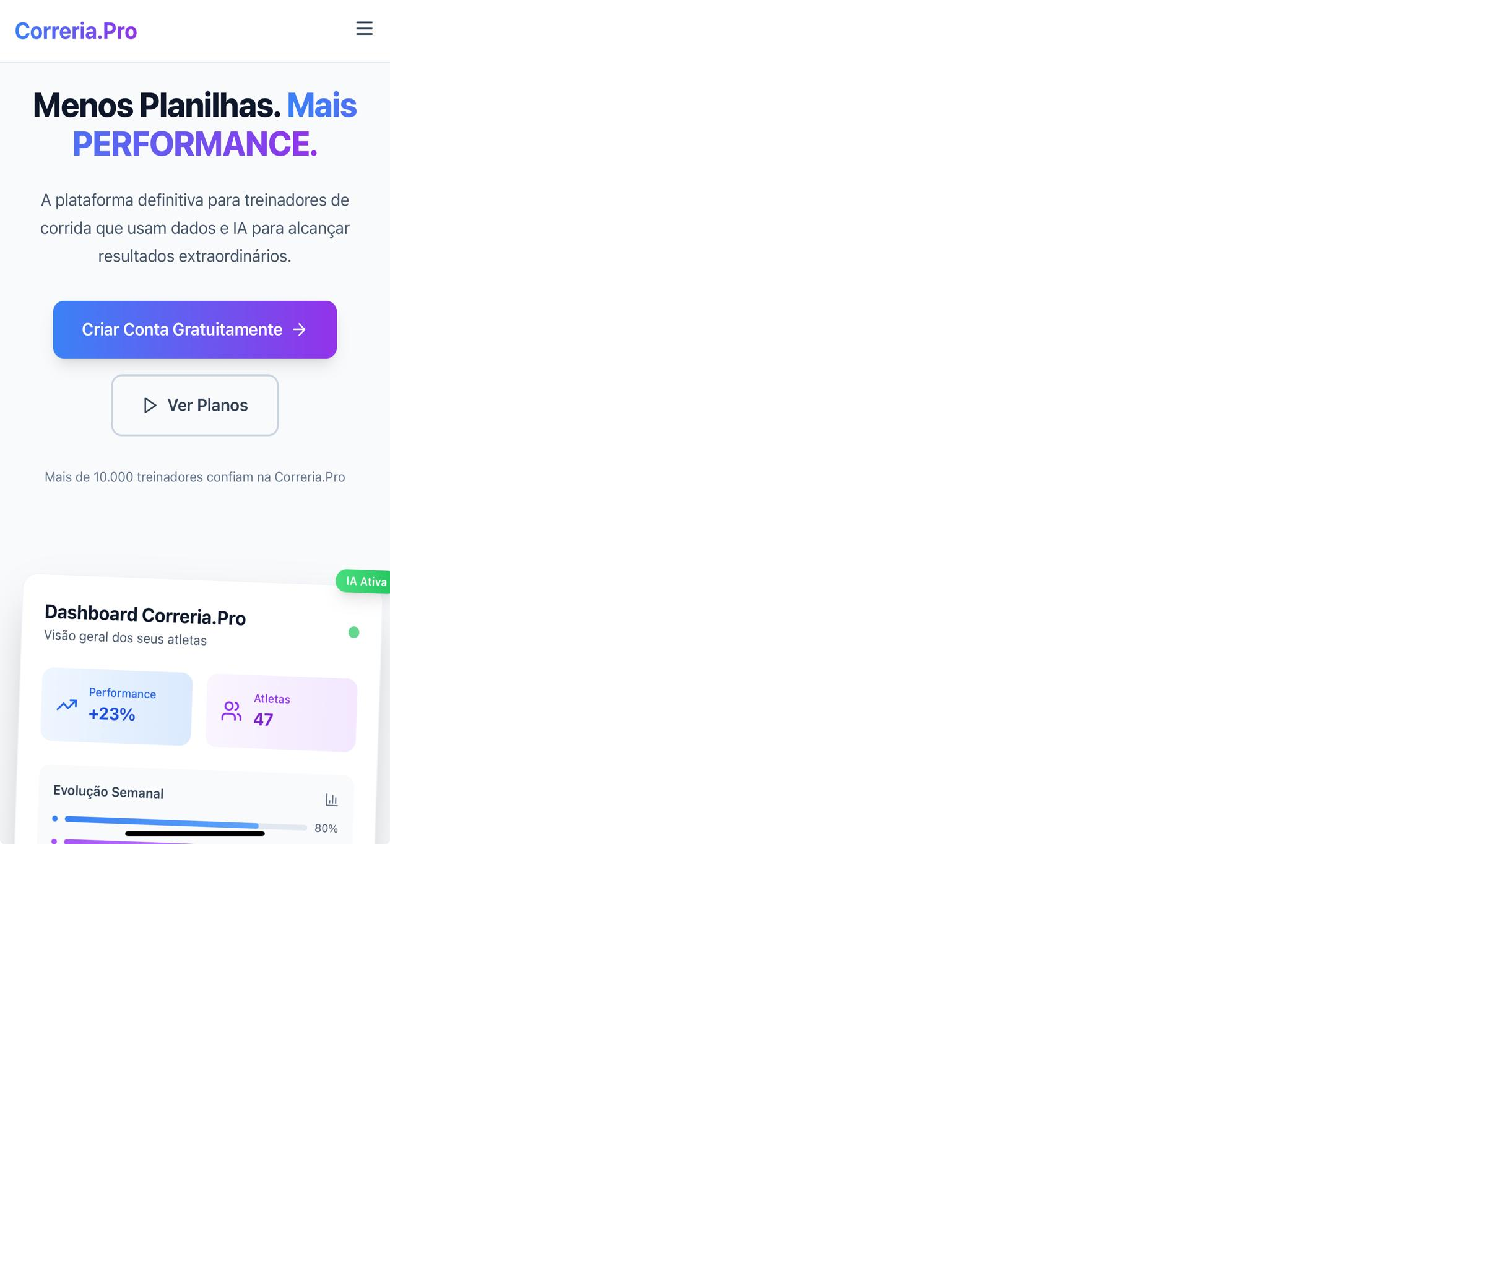 Correria.Pro
Menos Planilhas. Mais
PERFORMANCE.
A plataforma definitiva para treinadores de
corrida que usam dados e IA para alcançar
resultados extraordinários.
Criar Conta Gratuitamente →
Ver Planos
Mais de 10.000 treinadores confiam na Correria.Pro
IA Ativa
Dashboard Correria.Pro
Visão geral dos seus atletas
Performance
+23%
Atletas
47
Evolução Semanal
80%